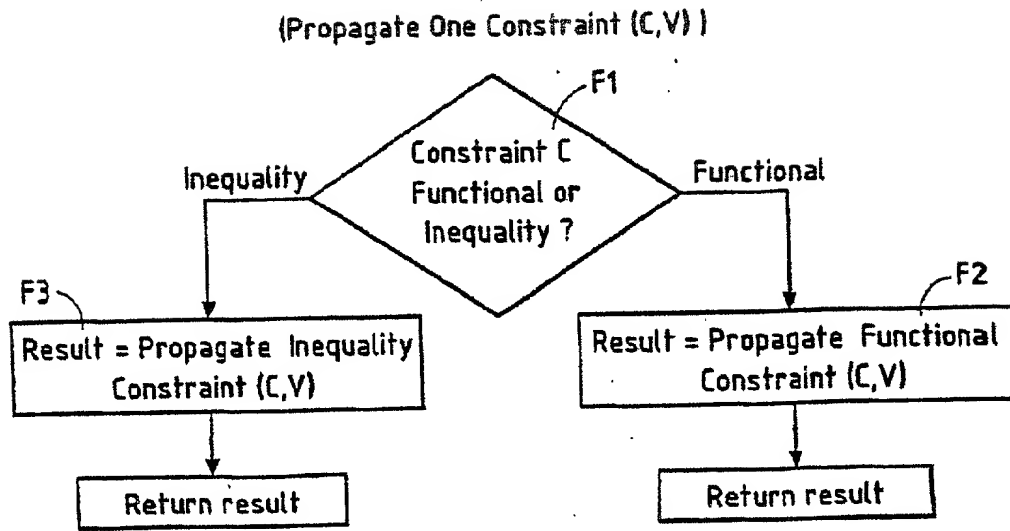 (Propagate One Constraint (C,V) )
F1
Constraint C
Functional or
Inequality ?
Inequality
Functional
F3
Result = Propagate Inequality
Constraint (C,V)
Return result
F2
Result = Propagate Functional
Constraint (C,V)
Return result